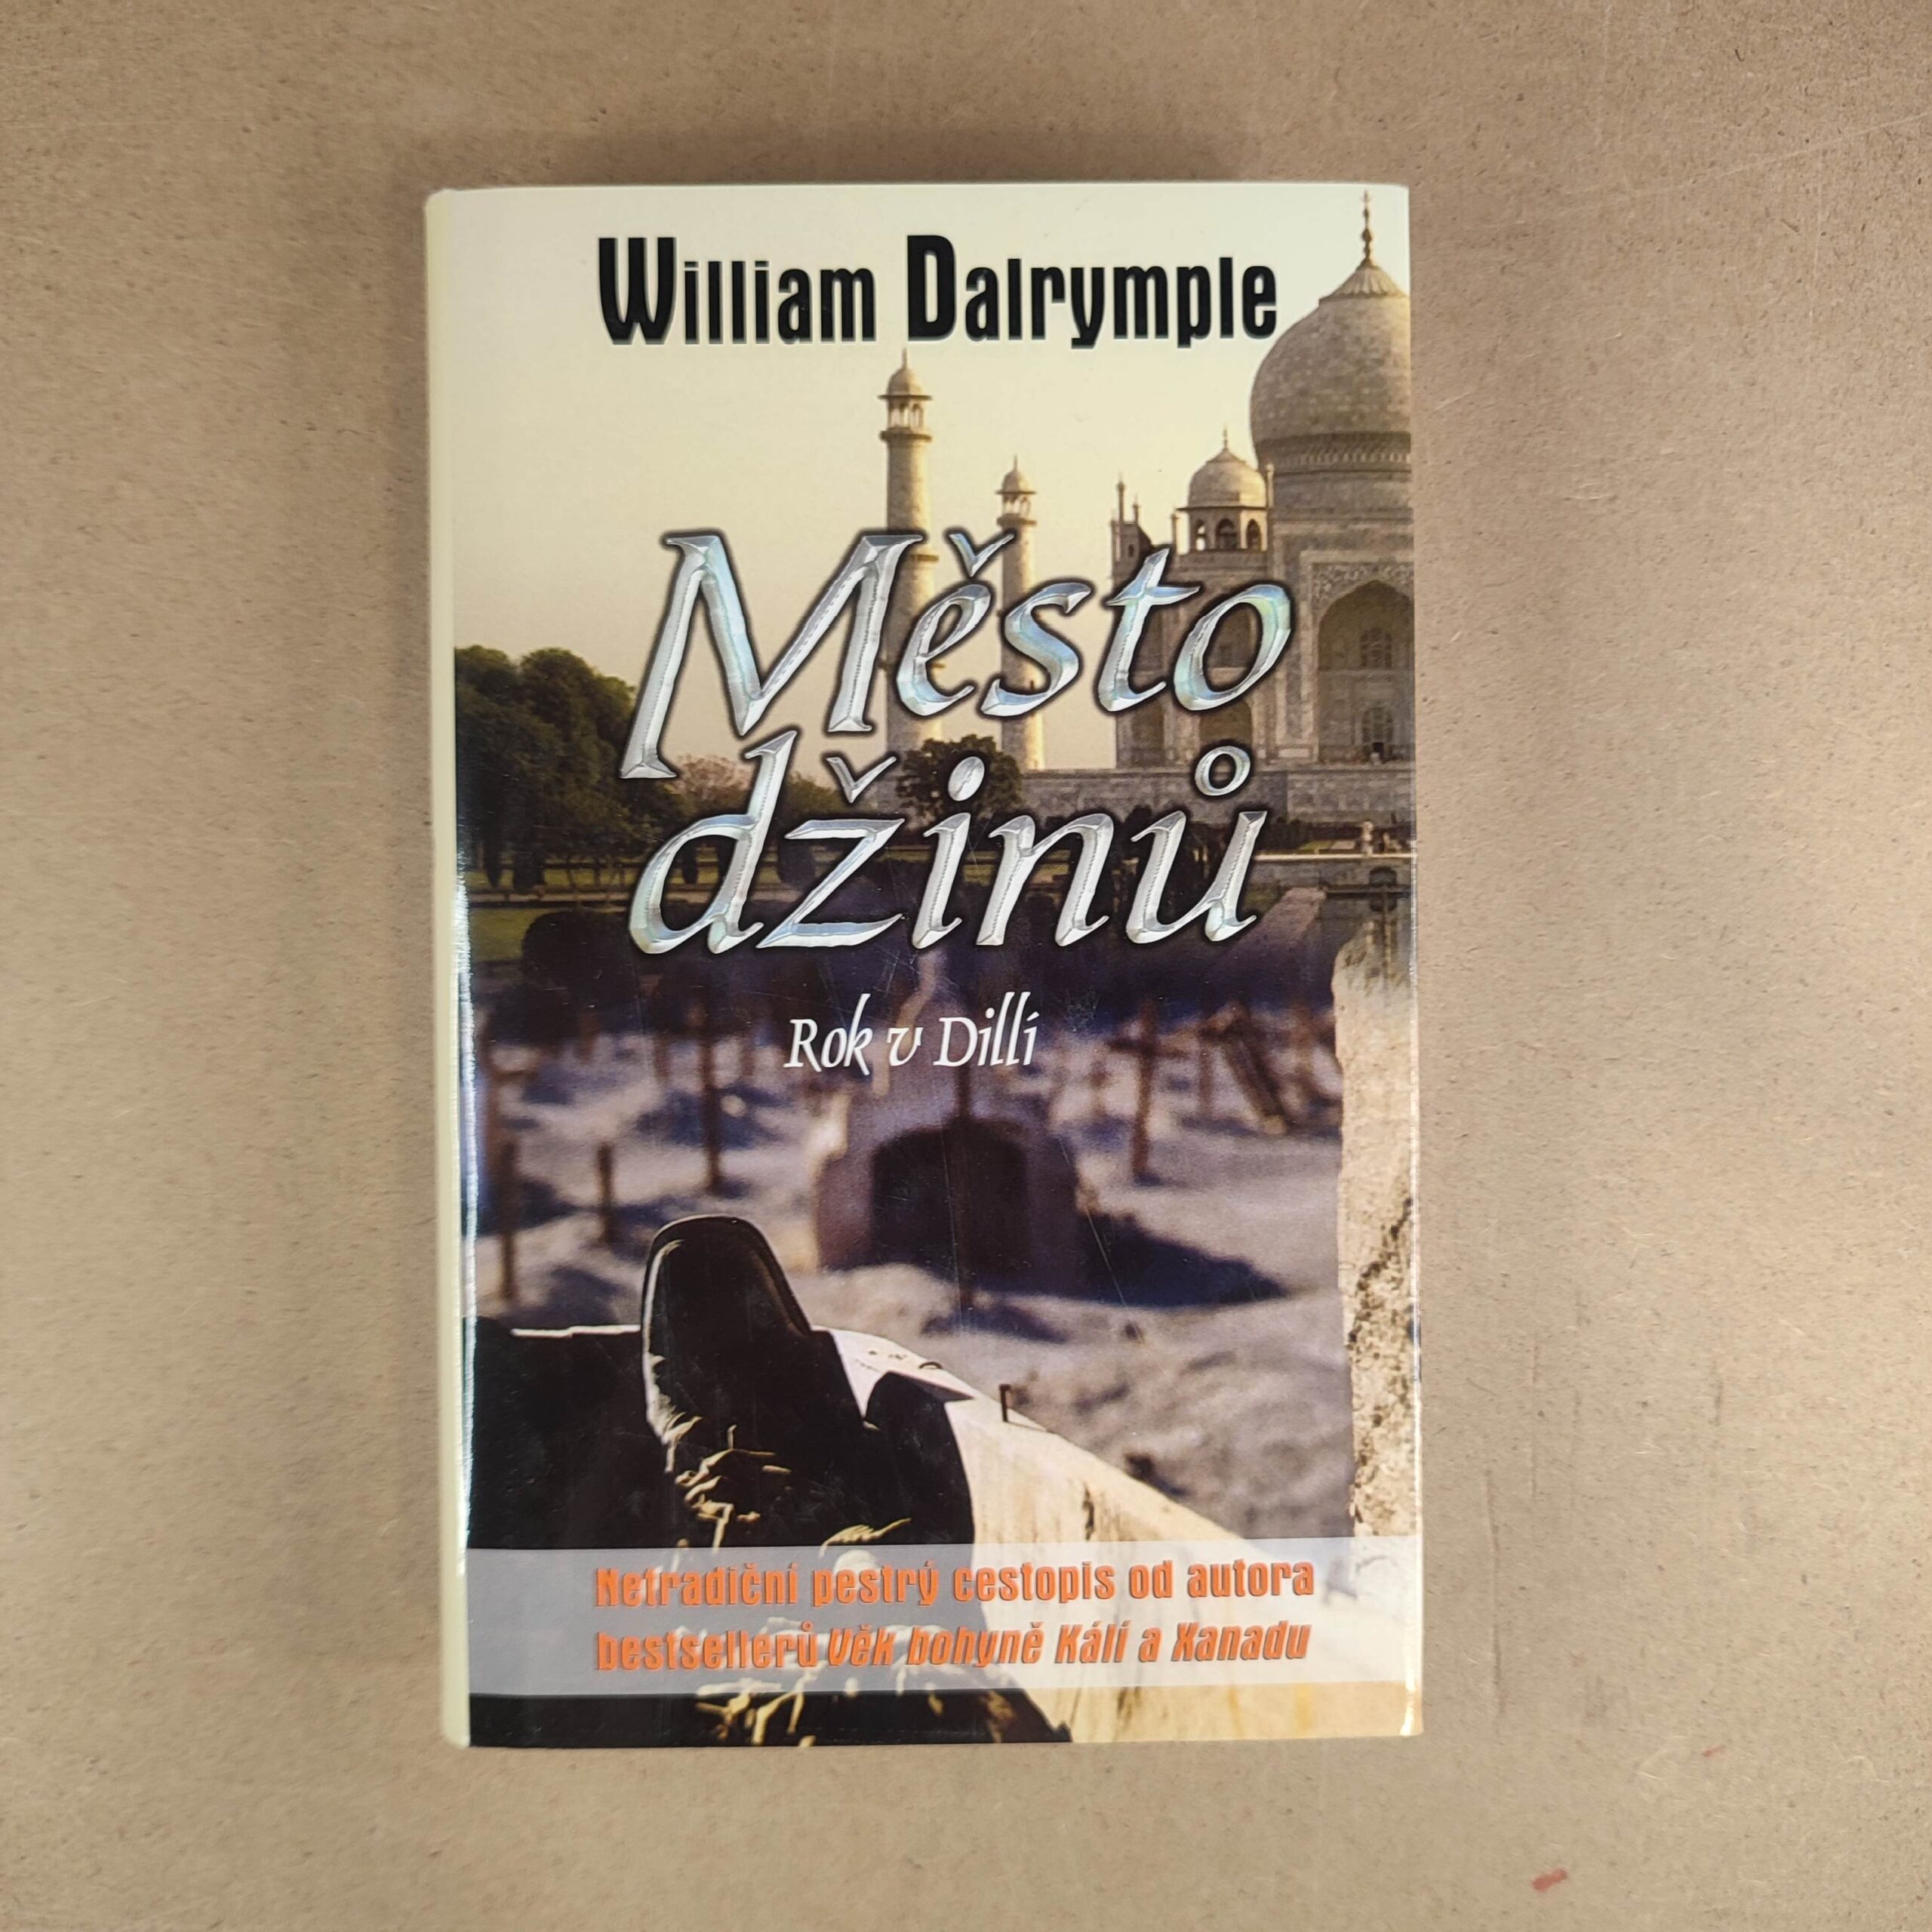 William Dalrymple
Město
džinů
Rok v Dillí
Netradiční pestrý cestopis od autora
bestsellerů Věk bohyně Kálí a Xanadu